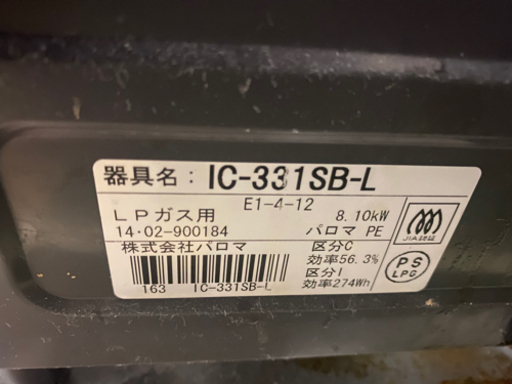 器具名：IC-331SB-L
E1-4-12
LPガス用 8.10kW
14・02-900184 パロマ PE
株式会社パロマ 区分C
効率56.3%
区分I
163 IC-331SB-L 効率274Wh
JIA認証
PS
LPG